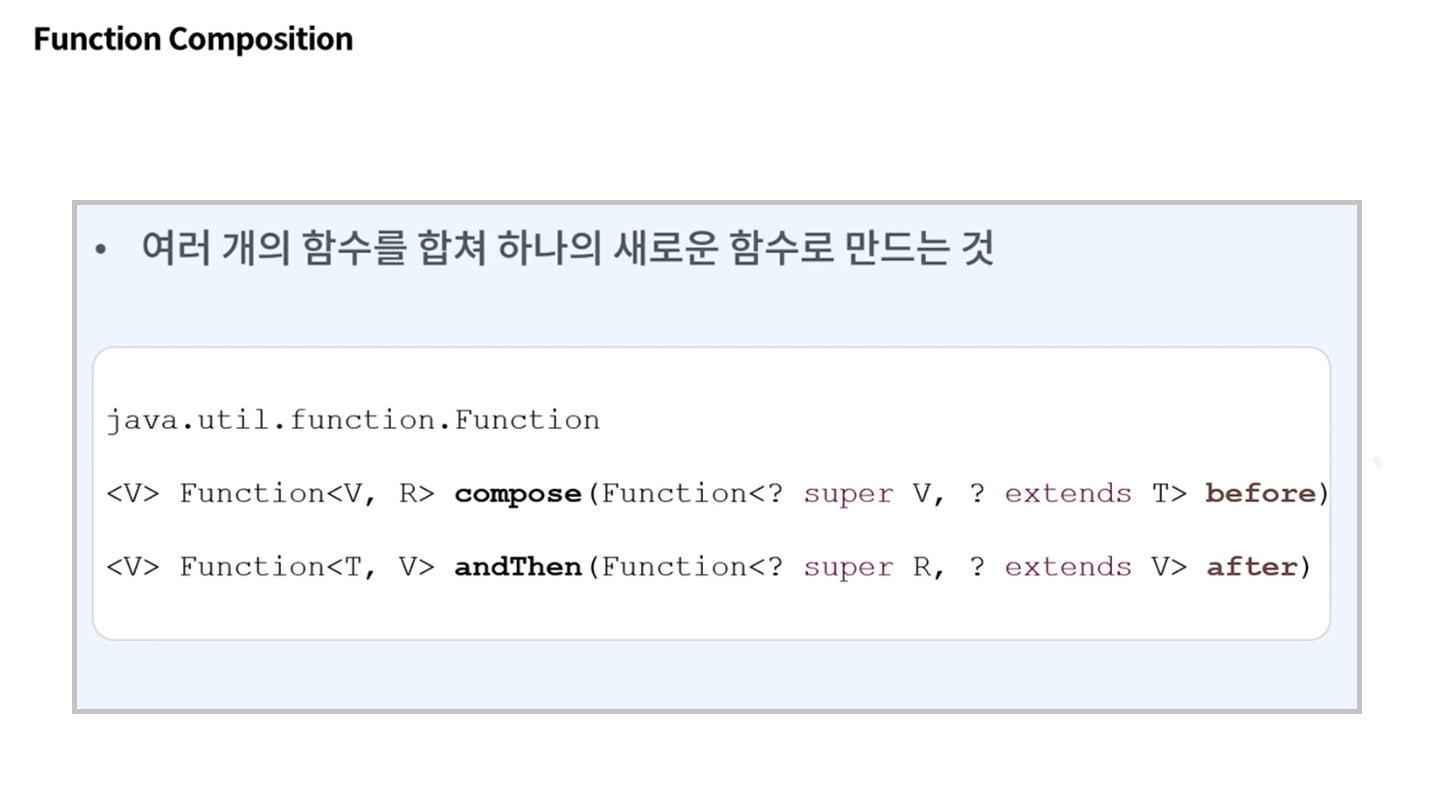 Function Composition
• 여러 개의 함수를 합쳐 하나의 새로운 함수로 만드는 것
java.util.function.Function
<V> Function<V, R> compose(Function<? super V, ? extends T> before)
<V> Function<T, V> andThen(Function<? super R, ? extends V> after)